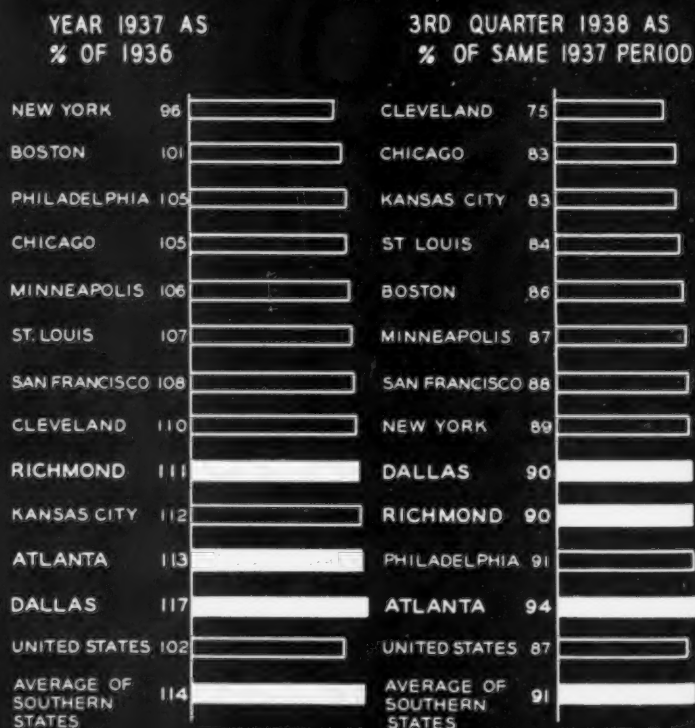 YEAR 1937 AS
% OF 1936
NEW YORK 96
BOSTON 101
PHILADELPHIA 105
CHICAGO 105
MINNEAPOLIS 106
ST. LOUIS 107
SAN FRANCISCO 108
CLEVELAND 110
RICHMOND 111
KANSAS CITY 112
ATLANTA 113
DALLAS 117
UNITED STATES 102
AVERAGE OF
SOUTHERN
STATES 114
3RD QUARTER 1938 AS
% OF SAME 1937 PERIOD
CLEVELAND 75
CHICAGO 83
KANSAS CITY 83
ST LOUIS 84
BOSTON 86
MINNEAPOLIS 87
SAN FRANCISCO 88
NEW YORK 89
DALLAS 90
RICHMOND 90
PHILADELPHIA 91
ATLANTA 94
UNITED STATES 87
AVERAGE OF
SOUTHERN
STATES 91